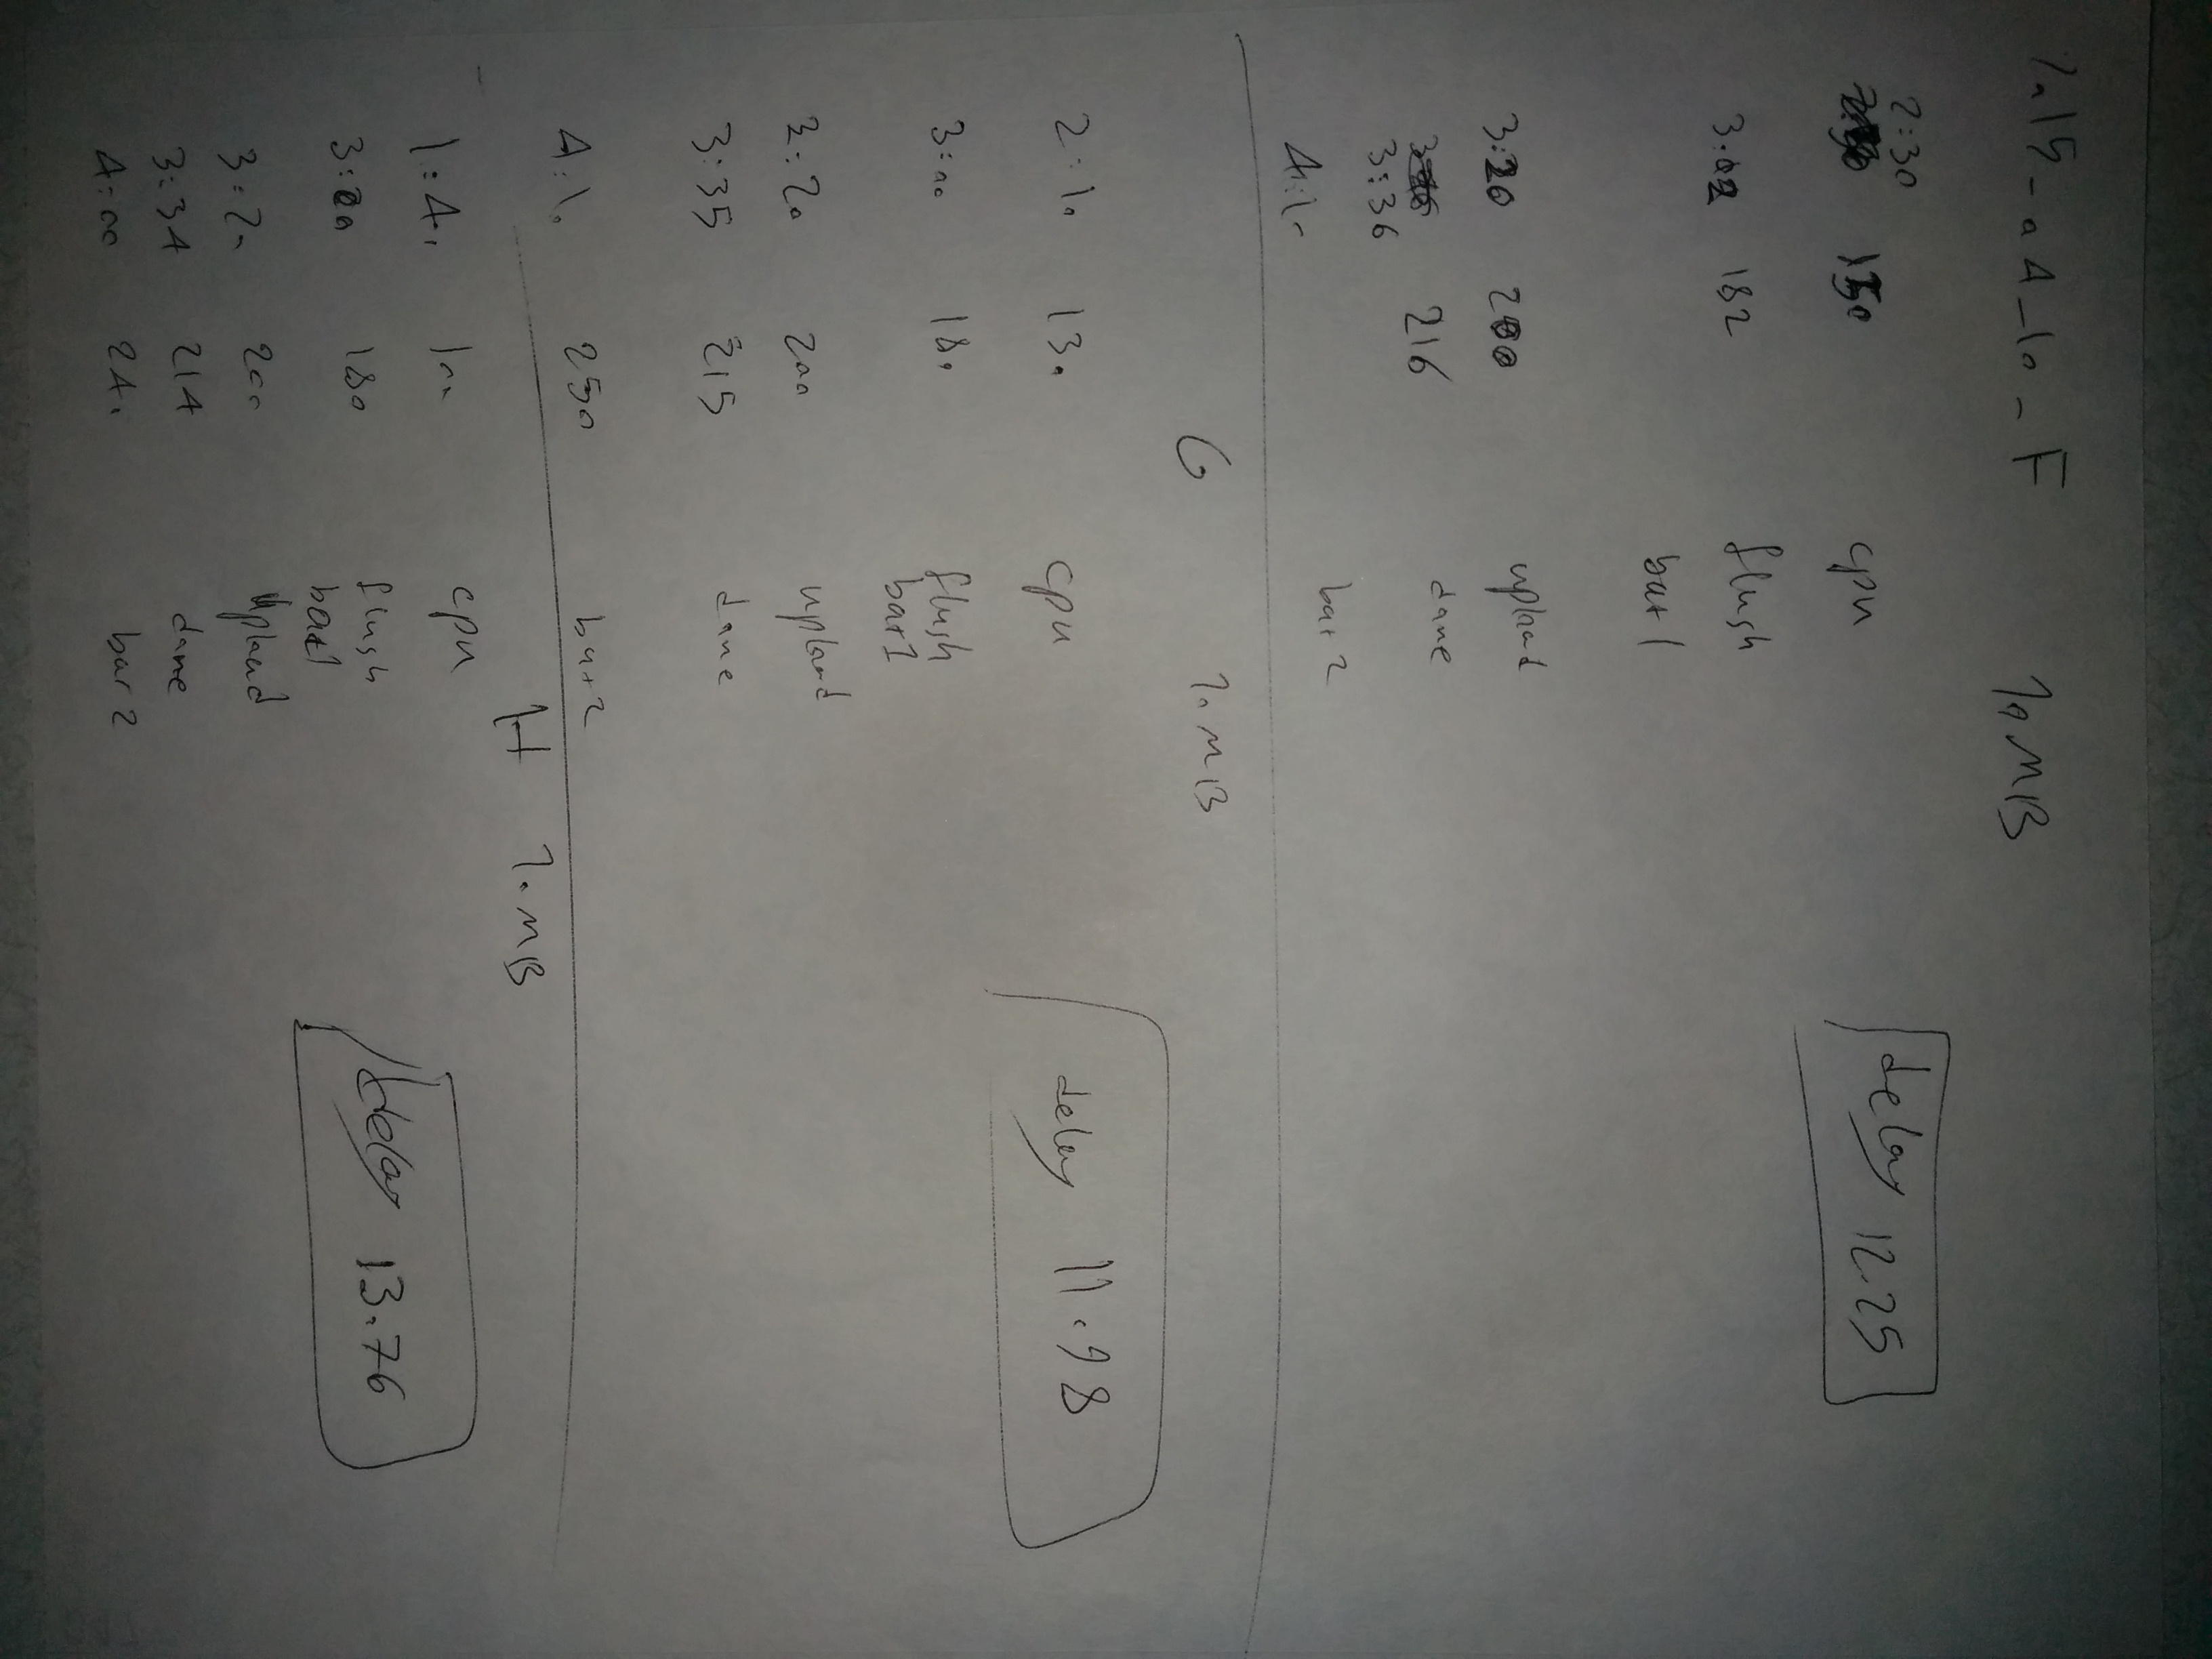 2015-04-10-F 70 MB
2:30 150 cpu delay 12.25
3:02 182 flush
bar 1
3:20 200 upload
3:36 216 done
4:10 bar 2
G 70 MB
2:10 130 cpu delay 11.98
3:00 180 flush
bar 1
3:20 200 upload
3:35 215 done
4:10 250 bar 2
H 70 MB
1:40 100 cpu delay 13.76
3:00 180 flush
bar 1
3:20 200 upload
3:34 214 done
4:00 240 bar 2